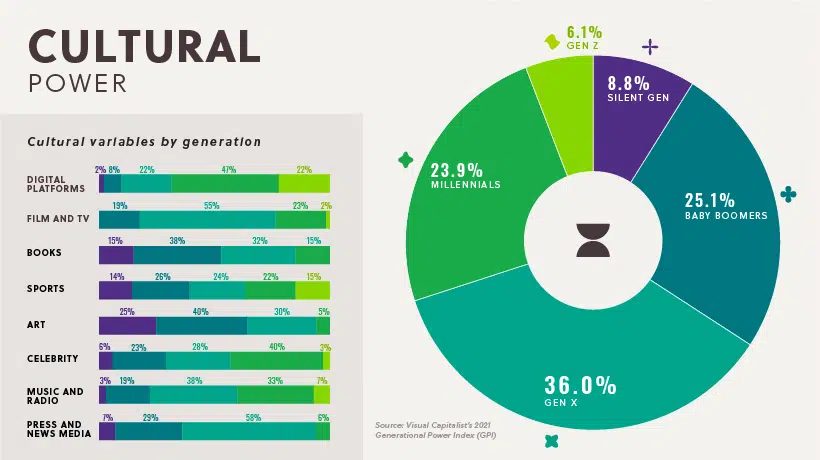 CULTURAL
POWER
Cultural variables by generation
DIGITAL
PLATFORMS
2% 8% 22% 47% 22%
FILM AND TV
19% 55% 23% 2%
BOOKS
15% 38% 32% 15%
SPORTS
14% 26% 24% 22% 15%
ART
25% 40% 30% 5%
CELEBRITY
6% 23% 28% 40% 3%
MUSIC AND
RADIO
3% 19% 38% 33% 7%
PRESS AND
NEWS MEDIA
7% 29% 58% 6%
6.1%
GEN Z
8.8%
SILENT GEN
23.9%
MILLENNIALS
25.1%
BABY BOOMERS
36.0%
GEN X
Source: Visual Capitalist's 2021
Generational Power Index (GPI)